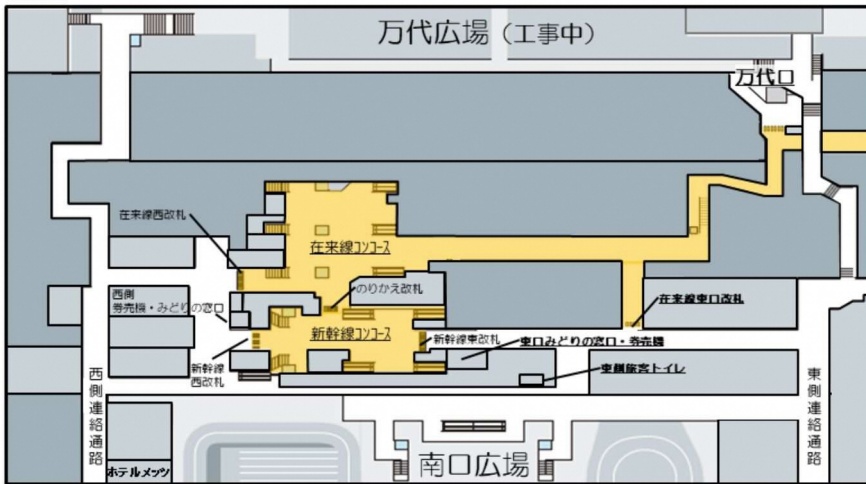 万代広場（工事中）
万代口
在来線西改札
在来線コンコース
のりかえ改札
在来線東口改札
西側
券売機・みどりの窓口
新幹線コンコース
新幹線東改札
東口みどりの窓口・券売機
新幹線
西改札
東側旅客トイレ
西側連絡通路
東側連絡通路
南口広場
ホテルメッツ